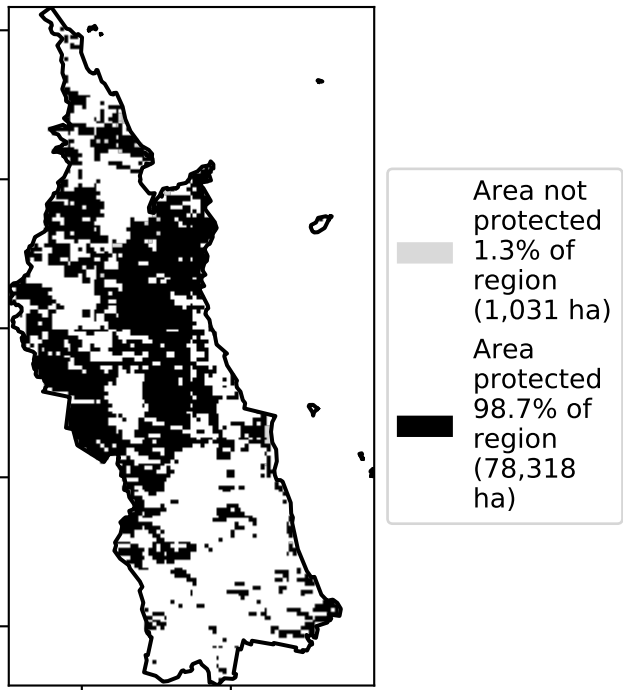 Area not
protected
1.3% of
region
(1,031 ha)
Area
protected
98.7% of
region
(78,318
ha)